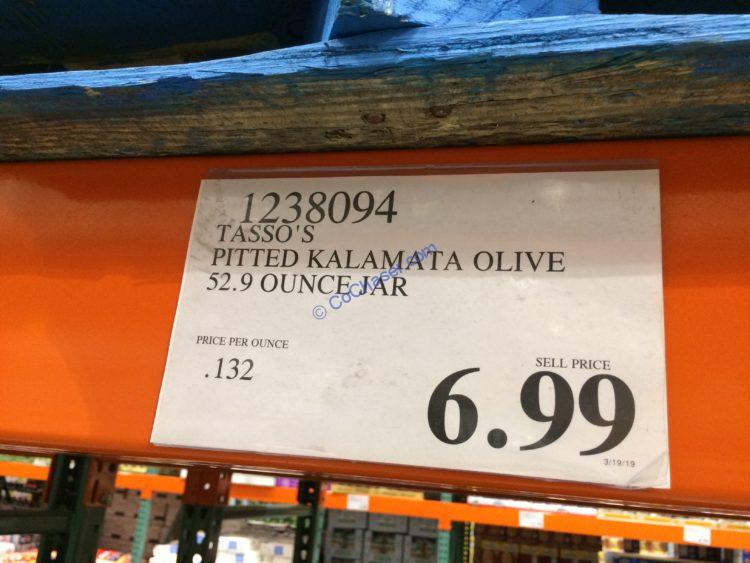 1238094
TASSO'S
PITTED KALAMATA OLIVE
52.9 OUNCE JAR
© CoChaser.com
PRICE PER OUNCE
.132
SELL PRICE
6.99
3/19/19